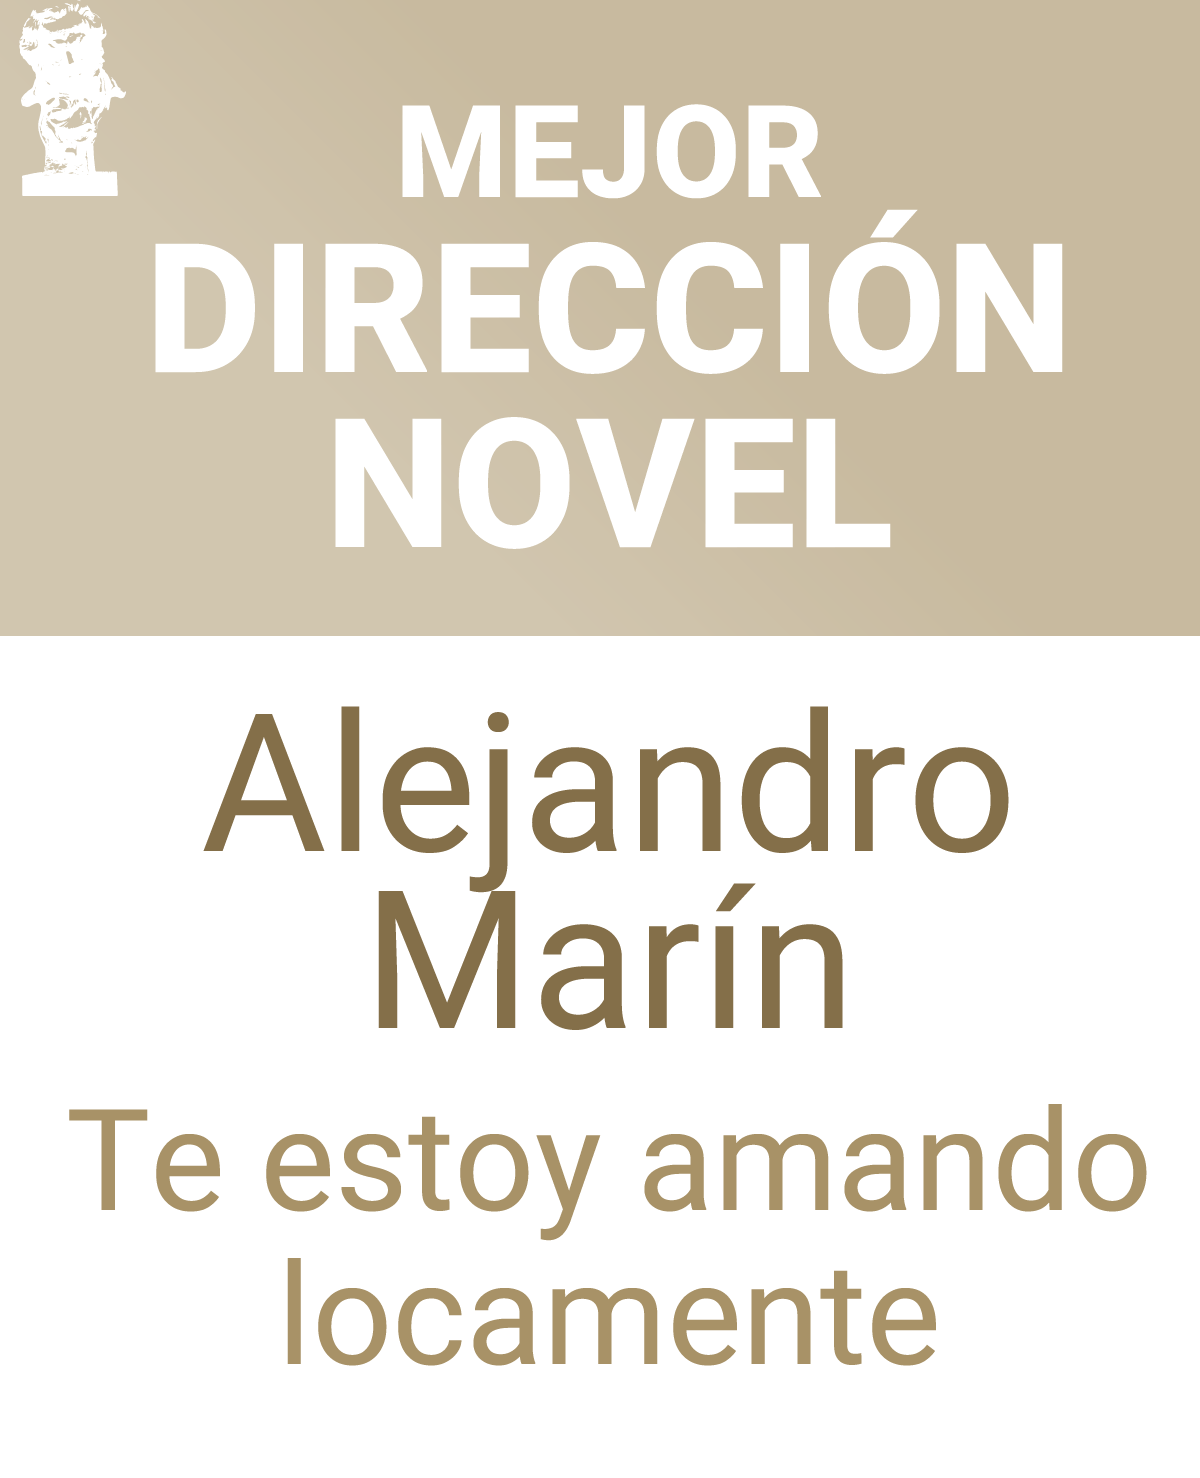 MEJOR
DIRECCIÓN
NOVEL
Alejandro
Marín
Te estoy amando
locamente